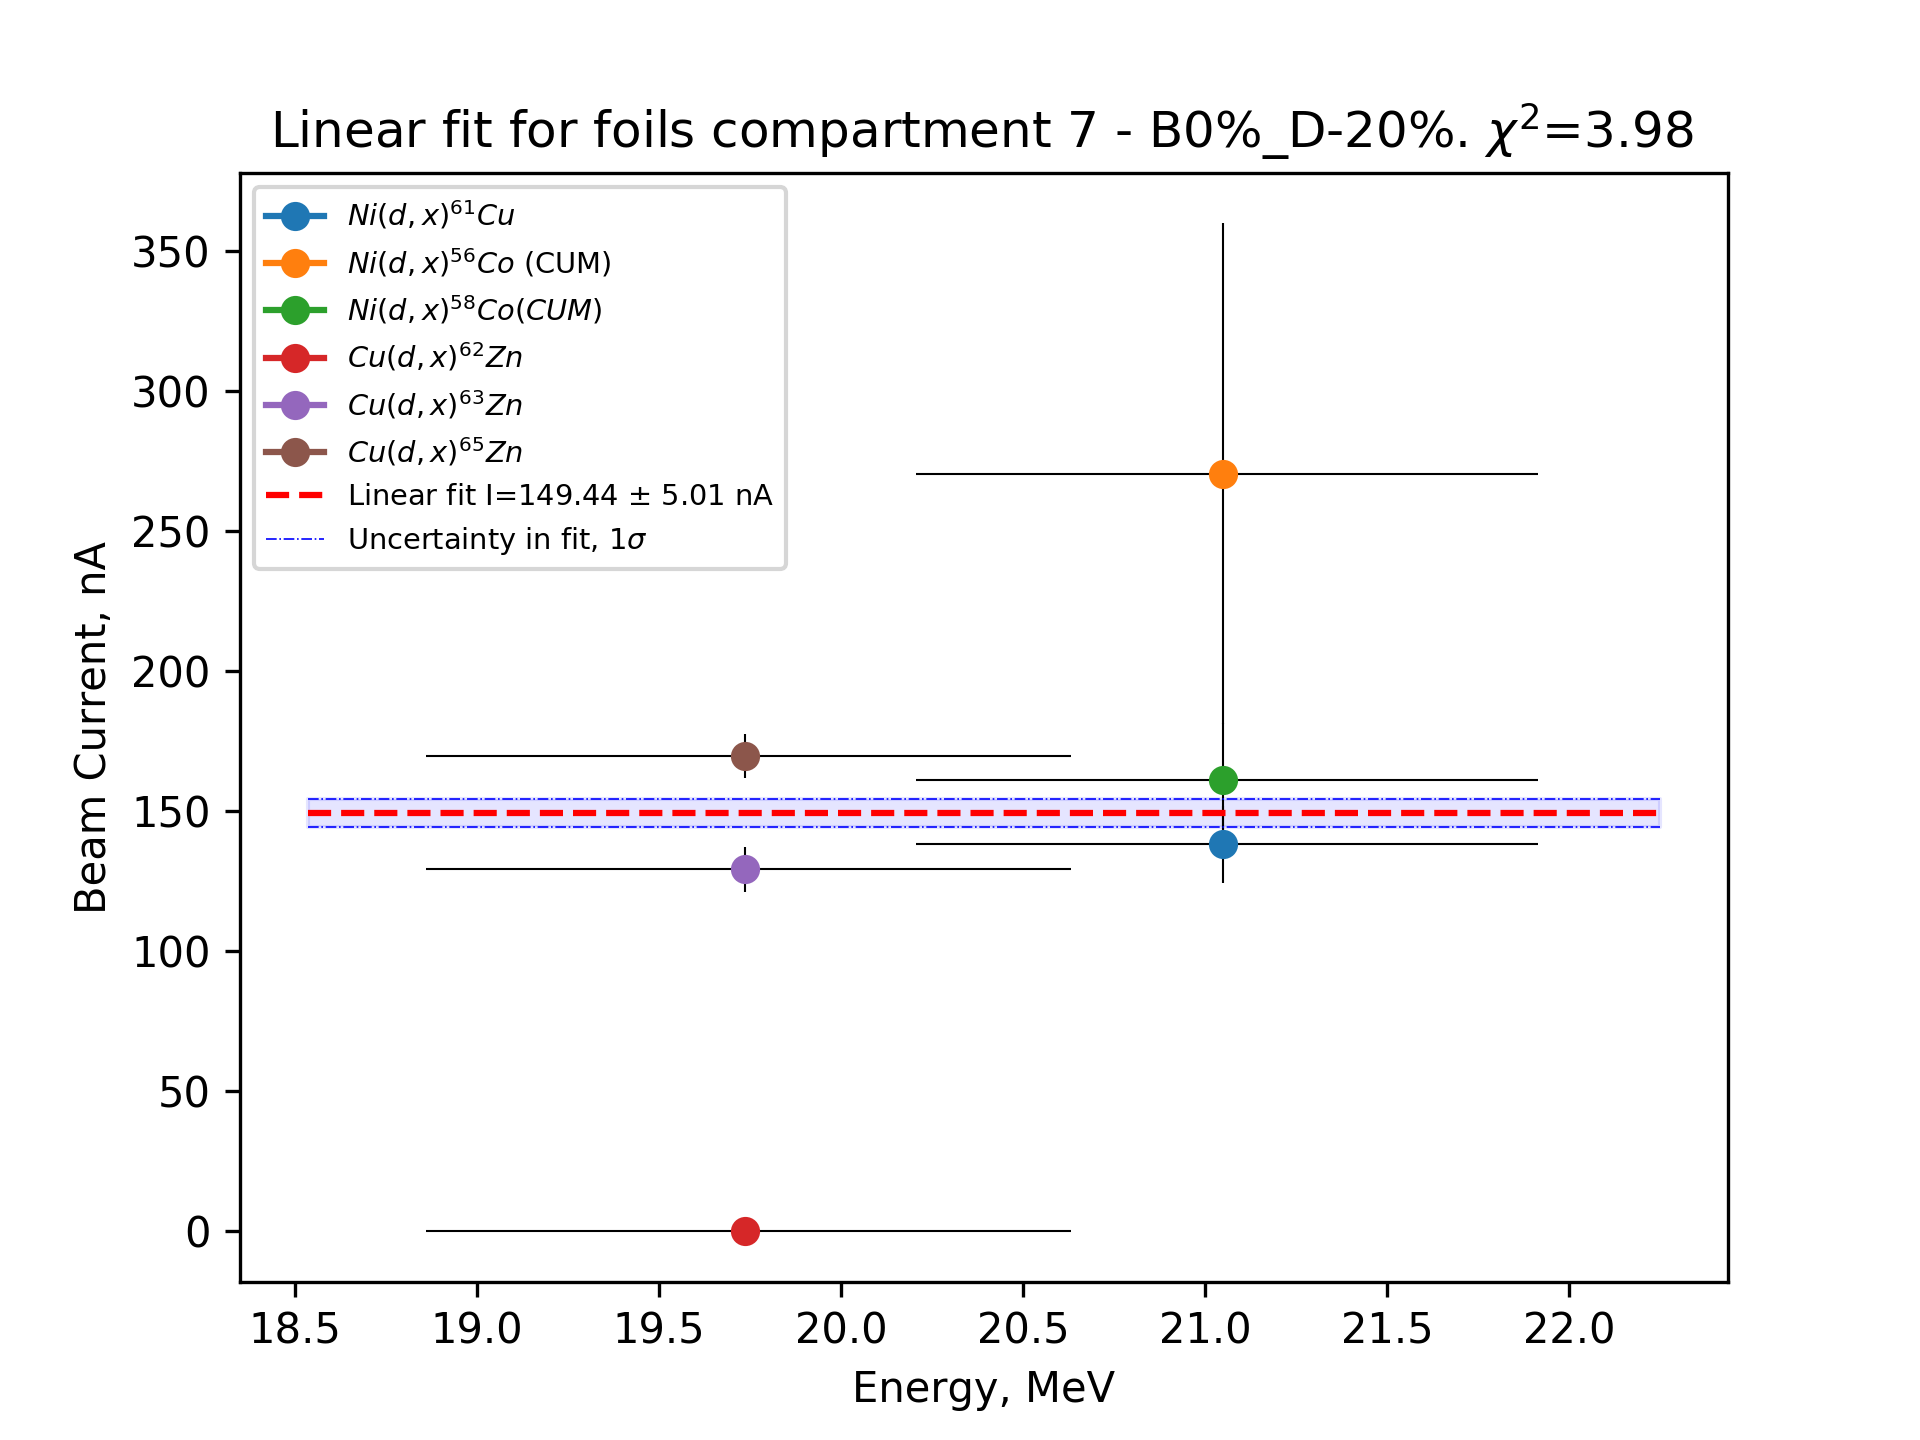 Linear fit for foils compartment 7 - B0%_D-20%. χ²=3.98
Ni(d, x)⁶¹Cu
Ni(d, x)⁵⁶Co (CUM)
Ni(d, x)⁵⁸Co(CUM)
Cu(d, x)⁶²Zn
Cu(d, x)⁶³Zn
Cu(d, x)⁶⁵Zn
Linear fit I=149.44 ± 5.01 nA
Uncertainty in fit, 1σ
Beam Current, nA
350
300
250
200
150
100
50
0
18.5 19.0 19.5 20.0 20.5 21.0 21.5 22.0
Energy, MeV